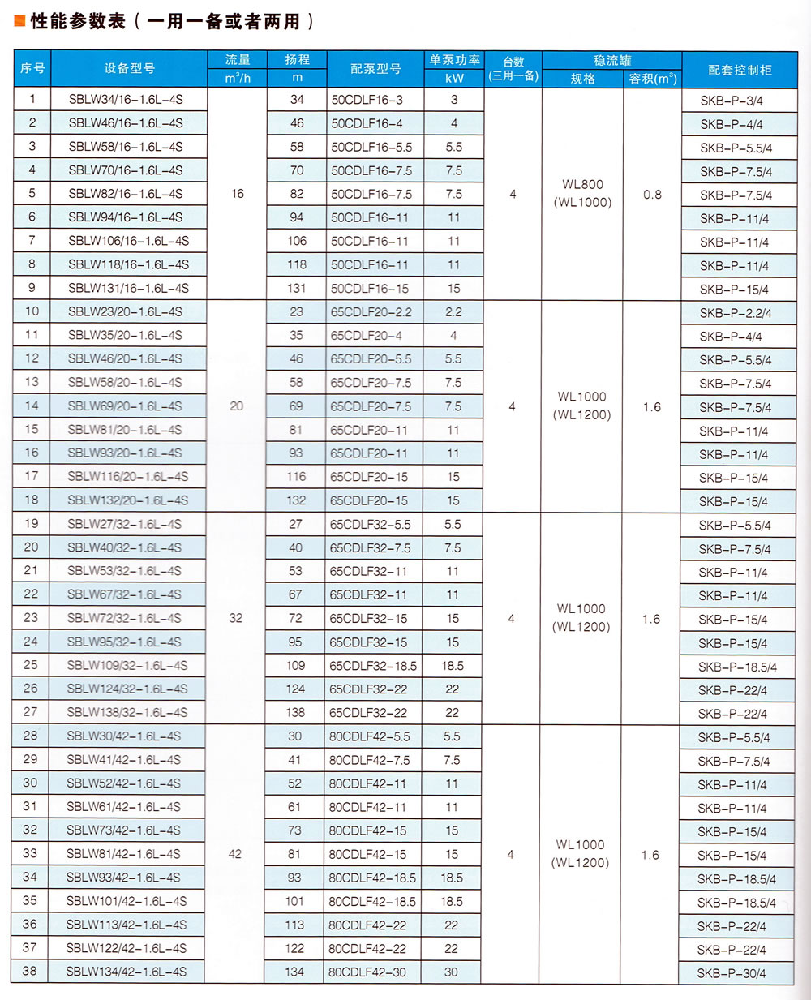 性能参数表（一用一备或者两用）
序号 设备型号 流量 扬程 配泵型号 单泵功率 台数 稳流罐 配套控制柜
m³/h m kW (三用一备) 规格 容积(m³)
1 SBLW34/16-1.6L-4S 34 50CDLF16-3 3 SKB-P-3/4
2 SBLW46/16-1.6L-4S 46 50CDLF16-4 4 SKB-P-4/4
3 SBLW58/16-1.6L-4S 58 50CDLF16-5.5 5.5 SKB-P-5.5/4
4 SBLW70/16-1.6L-4S 70 50CDLF16-7.5 7.5 SKB-P-7.5/4
5 SBLW82/16-1.6L-4S 16 82 50CDLF16-7.5 7.5 4 WL800 (WL1000) 0.8 SKB-P-7.5/4
6 SBLW94/16-1.6L-4S 94 50CDLF16-11 11 SKB-P-11/4
7 SBLW106/16-1.6L-4S 106 50CDLF16-11 11 SKB-P-11/4
8 SBLW118/16-1.6L-4S 118 50CDLF16-11 11 SKB-P-11/4
9 SBLW131/16-1.6L-4S 131 50CDLF16-15 15 SKB-P-15/4
10 SBLW23/20-1.6L-4S 23 65CDLF20-2.2 2.2 SKB-P-2.2/4
11 SBLW35/20-1.6L-4S 35 65CDLF20-4 4 SKB-P-4/4
12 SBLW46/20-1.6L-4S 46 65CDLF20-5.5 5.5 SKB-P-5.5/4
13 SBLW58/20-1.6L-4S 58 65CDLF20-7.5 7.5 SKB-P-7.5/4
14 SBLW69/20-1.6L-4S 20 69 65CDLF20-7.5 7.5 4 WL1000 (WL1200) 1.6 SKB-P-7.5/4
15 SBLW81/20-1.6L-4S 81 65CDLF20-11 11 SKB-P-11/4
16 SBLW93/20-1.6L-4S 93 65CDLF20-11 11 SKB-P-11/4
17 SBLW116/20-1.6L-4S 116 65CDLF20-15 15 SKB-P-15/4
18 SBLW132/20-1.6L-4S 132 65CDLF20-15 15 SKB-P-15/4
19 SBLW27/32-1.6L-4S 27 65CDLF32-5.5 5.5 SKB-P-5.5/4
20 SBLW40/32-1.6L-4S 40 65CDLF32-7.5 7.5 SKB-P-7.5/4
21 SBLW53/32-1.6L-4S 53 65CDLF32-11 11 SKB-P-11/4
22 SBLW67/32-1.6L-4S 67 65CDLF32-11 11 SKB-P-11/4
23 SBLW72/32-1.6L-4S 32 72 65CDLF32-15 15 4 WL1000 (WL1200) 1.6 SKB-P-15/4
24 SBLW95/32-1.6L-4S 95 65CDLF32-15 15 SKB-P-15/4
25 SBLW109/32-1.6L-4S 109 65CDLF32-18.5 18.5 SKB-P-18.5/4
26 SBLW124/32-1.6L-4S 124 65CDLF32-22 22 SKB-P-22/4
27 SBLW138/32-1.6L-4S 138 65CDLF32-22 22 SKB-P-22/4
28 SBLW30/42-1.6L-4S 30 80CDLF42-5.5 5.5 SKB-P-5.5/4
29 SBLW41/42-1.6L-4S 41 80CDLF42-7.5 7.5 SKB-P-7.5/4
30 SBLW52/42-1.6L-4S 52 80CDLF42-11 11 SKB-P-11/4
31 SBLW61/42-1.6L-4S 61 80CDLF42-11 11 SKB-P-11/4
32 SBLW73/42-1.6L-4S 73 80CDLF42-15 15 SKB-P-15/4
33 SBLW81/42-1.6L-4S 42 81 80CDLF42-15 15 4 WL1000 (WL1200) 1.6 SKB-P-15/4
34 SBLW93/42-1.6L-4S 93 80CDLF42-18.5 18.5 SKB-P-18.5/4
35 SBLW101/42-1.6L-4S 101 80CDLF42-18.5 18.5 SKB-P-18.5/4
36 SBLW113/42-1.6L-4S 113 80CDLF42-22 22 SKB-P-22/4
37 SBLW122/42-1.6L-4S 122 80CDLF42-22 22 SKB-P-22/4
38 SBLW134/42-1.6L-4S 134 80CDLF42-30 30 SKB-P-30/4